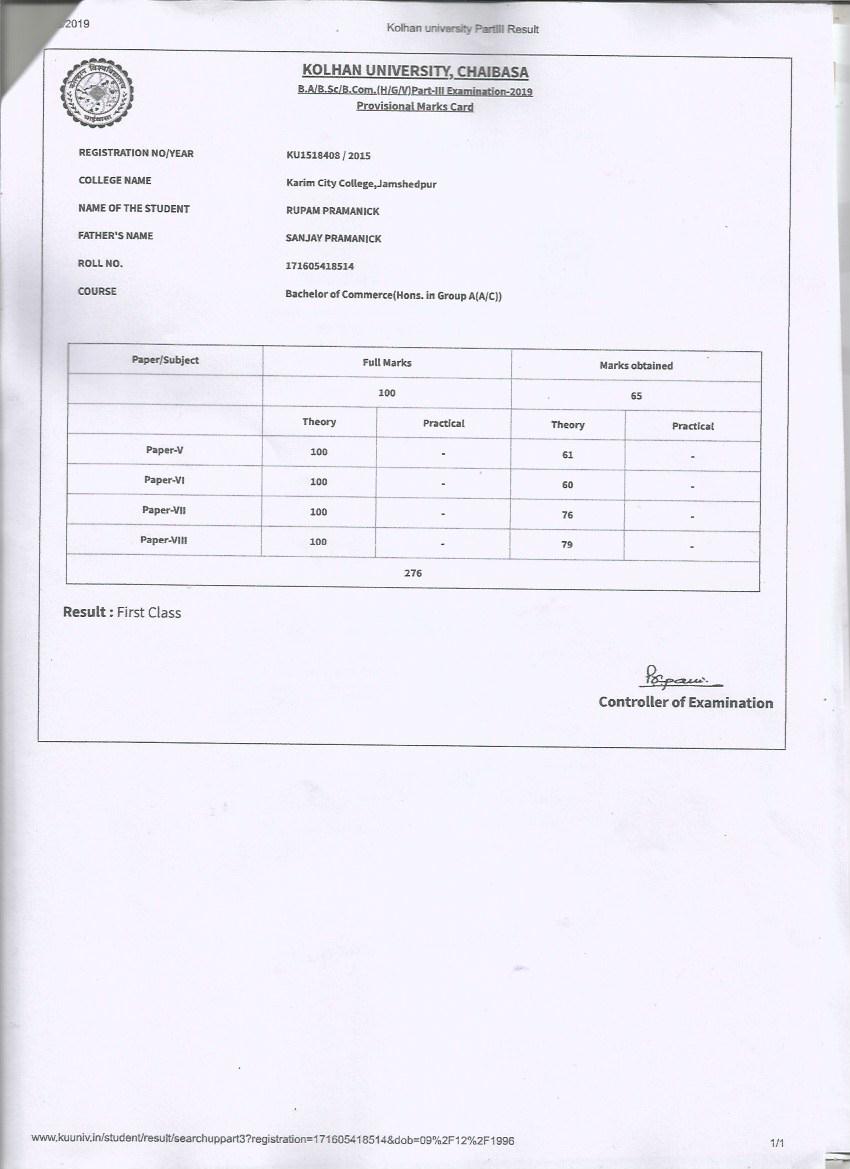 /2019 Kolhan university PartIII Result
KOLHAN UNIVERSITY, CHAIBASA
B.A/B.Sc/B.Com.(H/G/V)Part-III Examination-2019
Provisional Marks Card
REGISTRATION NO/YEAR KU1518408 / 2015
COLLEGE NAME Karim City College,Jamshedpur
NAME OF THE STUDENT RUPAM PRAMANICK
FATHER'S NAME SANJAY PRAMANICK
ROLL NO. 171605418514
COURSE Bachelor of Commerce(Hons. in Group A(A/C))
Paper/Subject Full Marks Marks obtained
100 65
Theory Practical Theory Practical
Paper-V 100 - 61 -
Paper-VI 100 - 60 -
Paper-VII 100 - 76 -
Paper-VIII 100 - 79 -
276
Result : First Class
Controller of Examination
www.kuuniv.in/student/result/searchuppart3?registration=171605418514&dob=09%2F12%2F1996 1/1